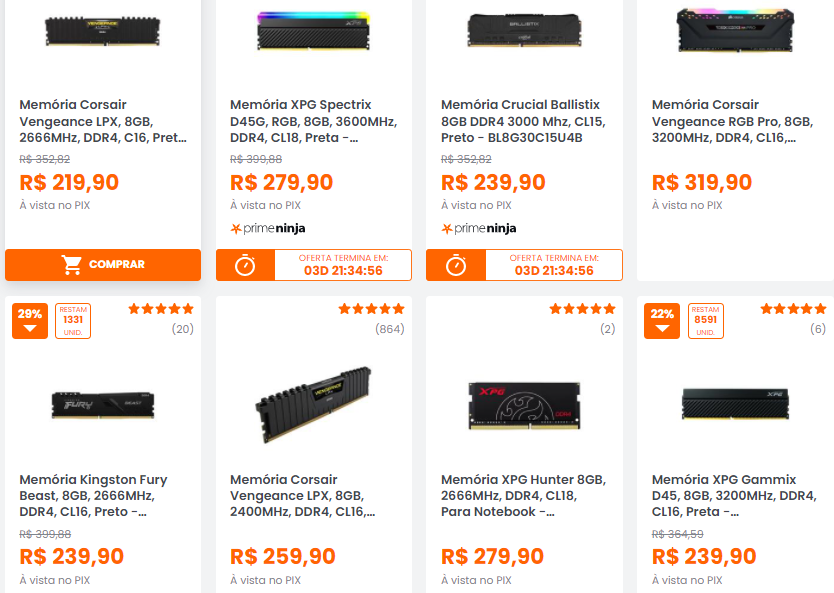 Memória Corsair
Vengeance LPX, 8GB,
2666MHz, DDR4, C16, Pret...
R$ 352,82
R$ 219,90
À vista no PIX
COMPRAR
Memória XPG Spectrix
D45G, RGB, 8GB, 3600MHz,
DDR4, CL18, Preta -...
R$ 399,88
R$ 279,90
À vista no PIX
primeninja
OFERTA TERMINA EM:
03D 21:34:56
Memória Crucial Ballistix
8GB DDR4 3000 Mhz, CL15,
Preto - BL8G30C15U4B
R$ 352,82
R$ 239,90
À vista no PIX
primeninja
OFERTA TERMINA EM:
03D 21:34:56
Memória Corsair
Vengeance RGB Pro, 8GB,
3200MHz, DDR4, CL16,...
R$ 319,90
À vista no PIX
29%
RESTAM
1331
UNID.
(20)
FURY
BEAST
Memória Kingston Fury
Beast, 8GB, 2666MHz,
DDR4, CL16, Preto -...
R$ 399,88
R$ 239,90
À vista no PIX
(864)
VENGEANCE
Memória Corsair
Vengeance LPX, 8GB,
2400MHz, DDR4, CL16,...
R$ 259,90
À vista no PIX
(2)
XPG
DDR4
Memória XPG Hunter 8GB,
2666MHz, DDR4, CL18,
Para Notebook -...
R$ 279,90
À vista no PIX
22%
RESTAM
8591
UNID.
(6)
XPG
Memória XPG Gammix
D45, 8GB, 3200MHz, DDR4,
CL16, Preta -...
R$ 364,59
R$ 239,90
À vista no PIX